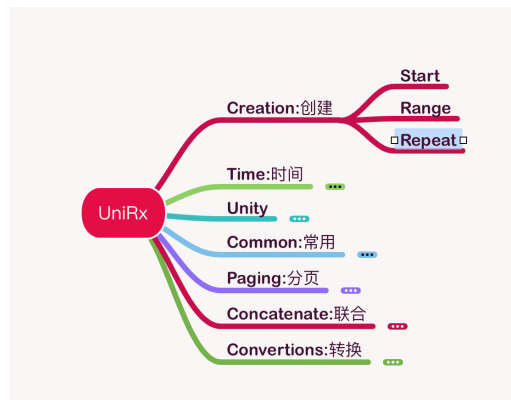 Start
Creation:创建
Range
Repeat
Time:时间
UniRx
Unity
Common:常用
Paging:分页
Concatenate:联合
Convertions:转换